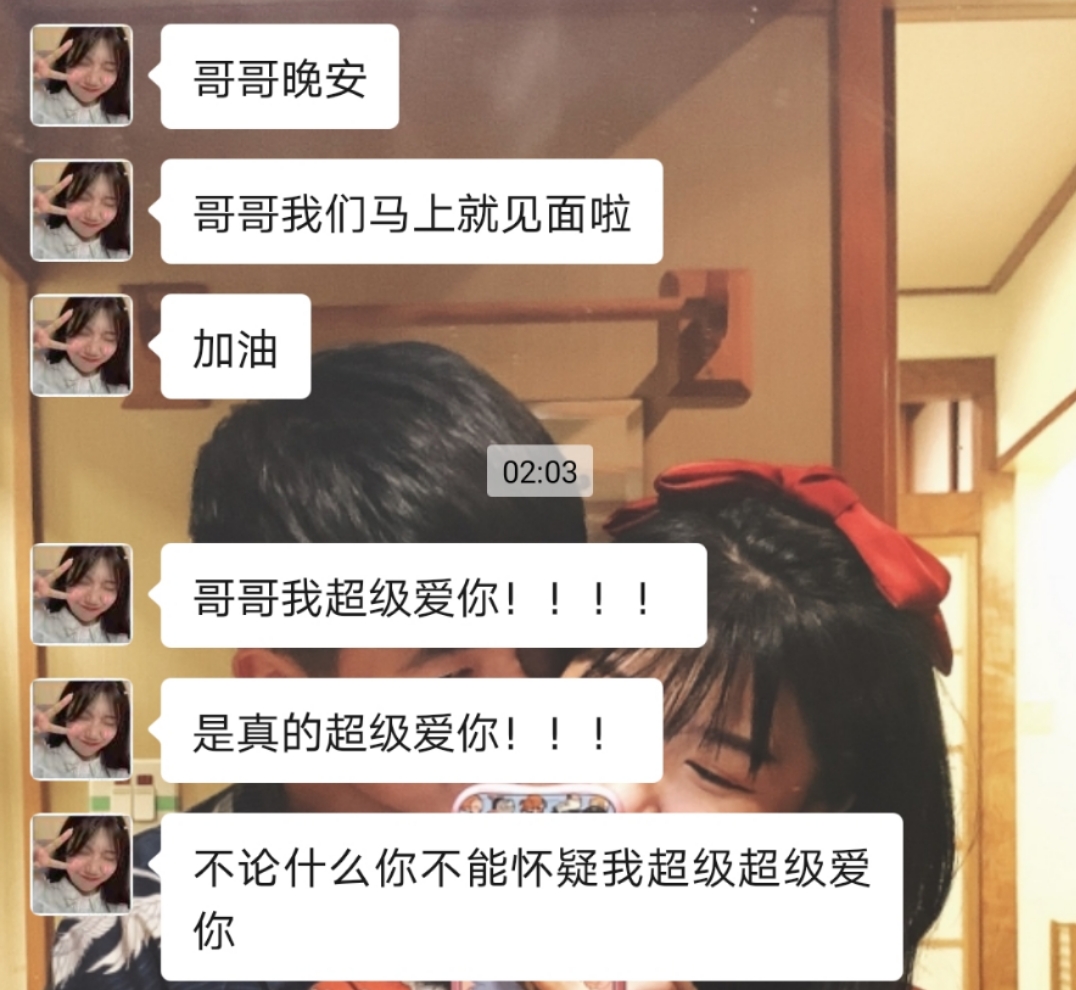 哥哥晚安
哥哥我们马上就见面啦
加油
02:03
哥哥我超级爱你！！！！
是真的超级爱你！！！
不论什么你不能怀疑我超级超级爱
你